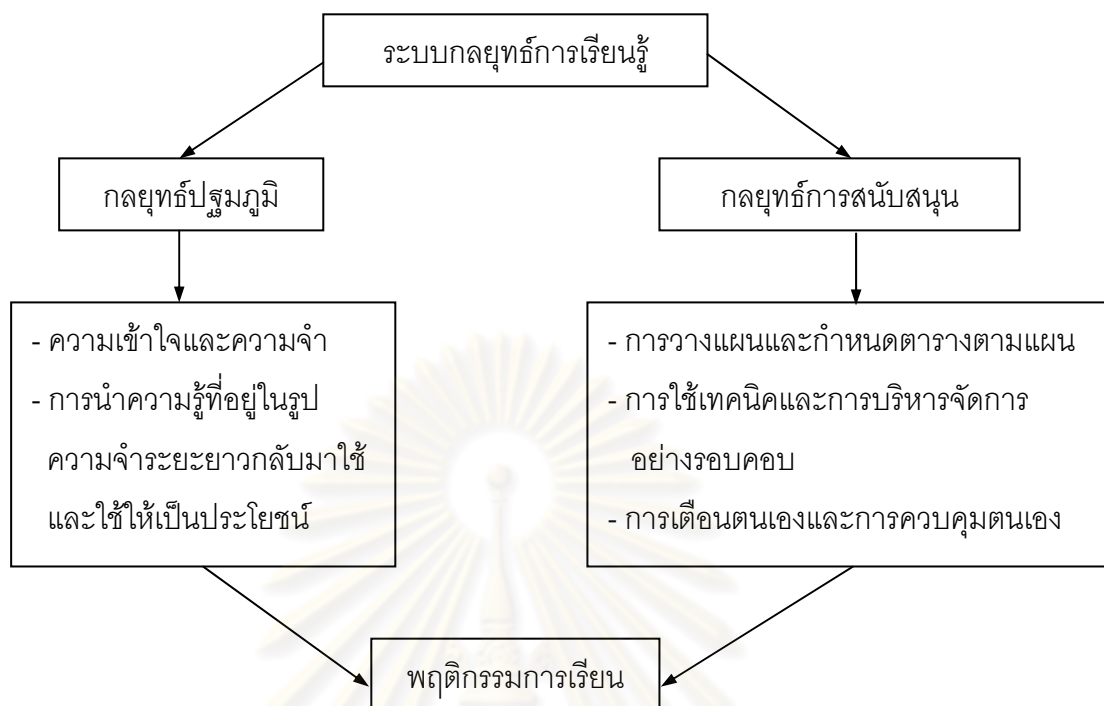 ระบบกลยุทธ์การเรียนรู้
กลยุทธ์ปฐมภูมิ
กลยุทธ์การสนับสนุน
- ความเข้าใจและความจำ
- การนำความรู้ที่อยู่ในรูป
ความจำระยะยาวกลับมาใช้
และใช้ให้เป็นประโยชน์
- การวางแผนและกำหนดตารางตามแผน
- การใช้เทคนิคและการบริหารจัดการ
อย่างรอบคอบ
- การเตือนตนเองและการควบคุมตนเอง
พฤติกรรมการเรียน